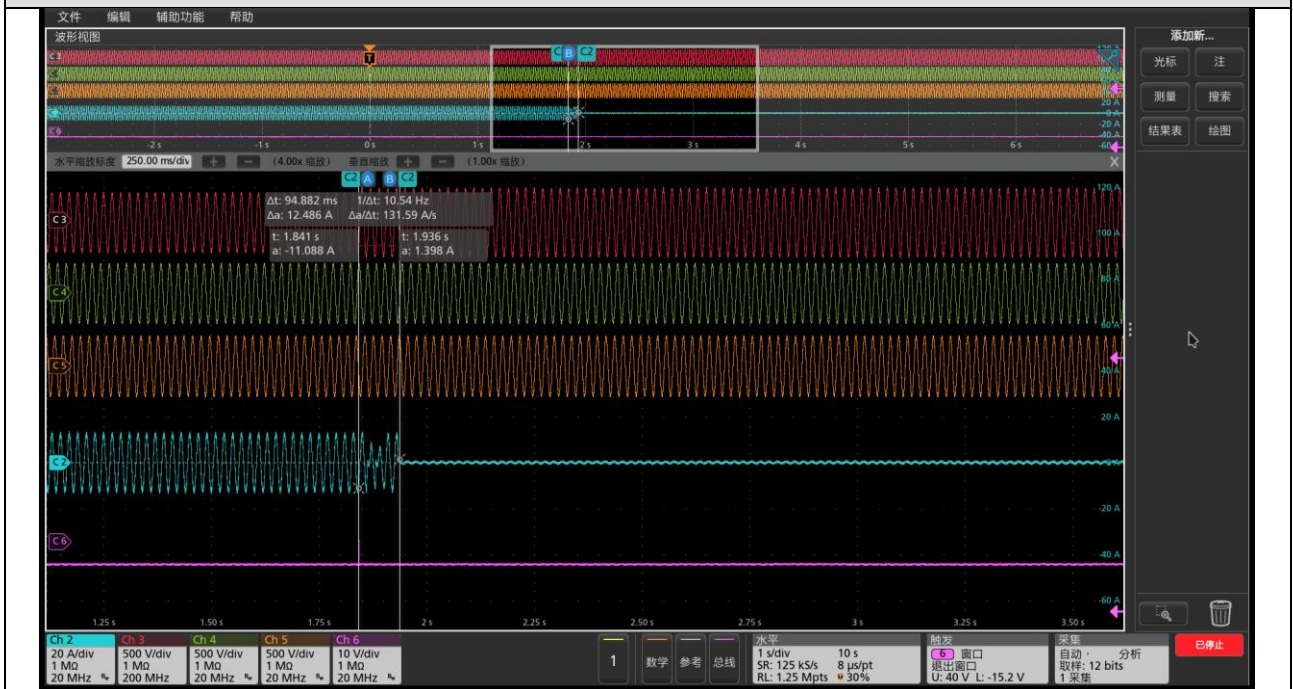 文件 编辑 辅助功能 帮助
波形视图
添加新...
C3
T
B C2
光标 注
测量 搜索
20 A
-20 A
-40 A
C6
结果表 绘图
-2 s -1 s 0 s 1 s 2 s 3 s 4 s 5 s 6 s
水平缩放标度 250.00 ms/div + − (4.00x 缩放) 垂直缩放 + − (1.00x 缩放) X
C2 A B C2
120 A
Δt: 94.882 ms 1/Δt: 10.54 Hz
Δa: 12.486 A Δa/Δt: 131.59 A/s
C3
t: 1.841 s t: 1.936 s
100 A
a: -11.088 A a: 1.398 A
80 A
C4
60 A
C5
40 A
20 A
C2
-20 A
C6
-40 A
-60 A
1.25 s 1.50 s 1.75 s 2 s 2.25 s 2.50 s 2.75 s 3 s 3.25 s 3.50 s
Ch 2 Ch 3 Ch 4 Ch 5 Ch 6
20 A/div 500 V/div 500 V/div 500 V/div 10 V/div
1 MΩ 1 MΩ 1 MΩ 1 MΩ 1 MΩ
20 MHz 200 MHz 20 MHz 20 MHz 20 MHz
1 数学 参考 总线
水平
1 s/div 10 s
SR: 125 kS/s 8 μs/pt
RL: 1.25 Mpts 30%
触发
6 窗口
退出窗口
U: 40 V L: -15.2 V
采集
自动, 分析
取样: 12 bits
1 采集
已停止